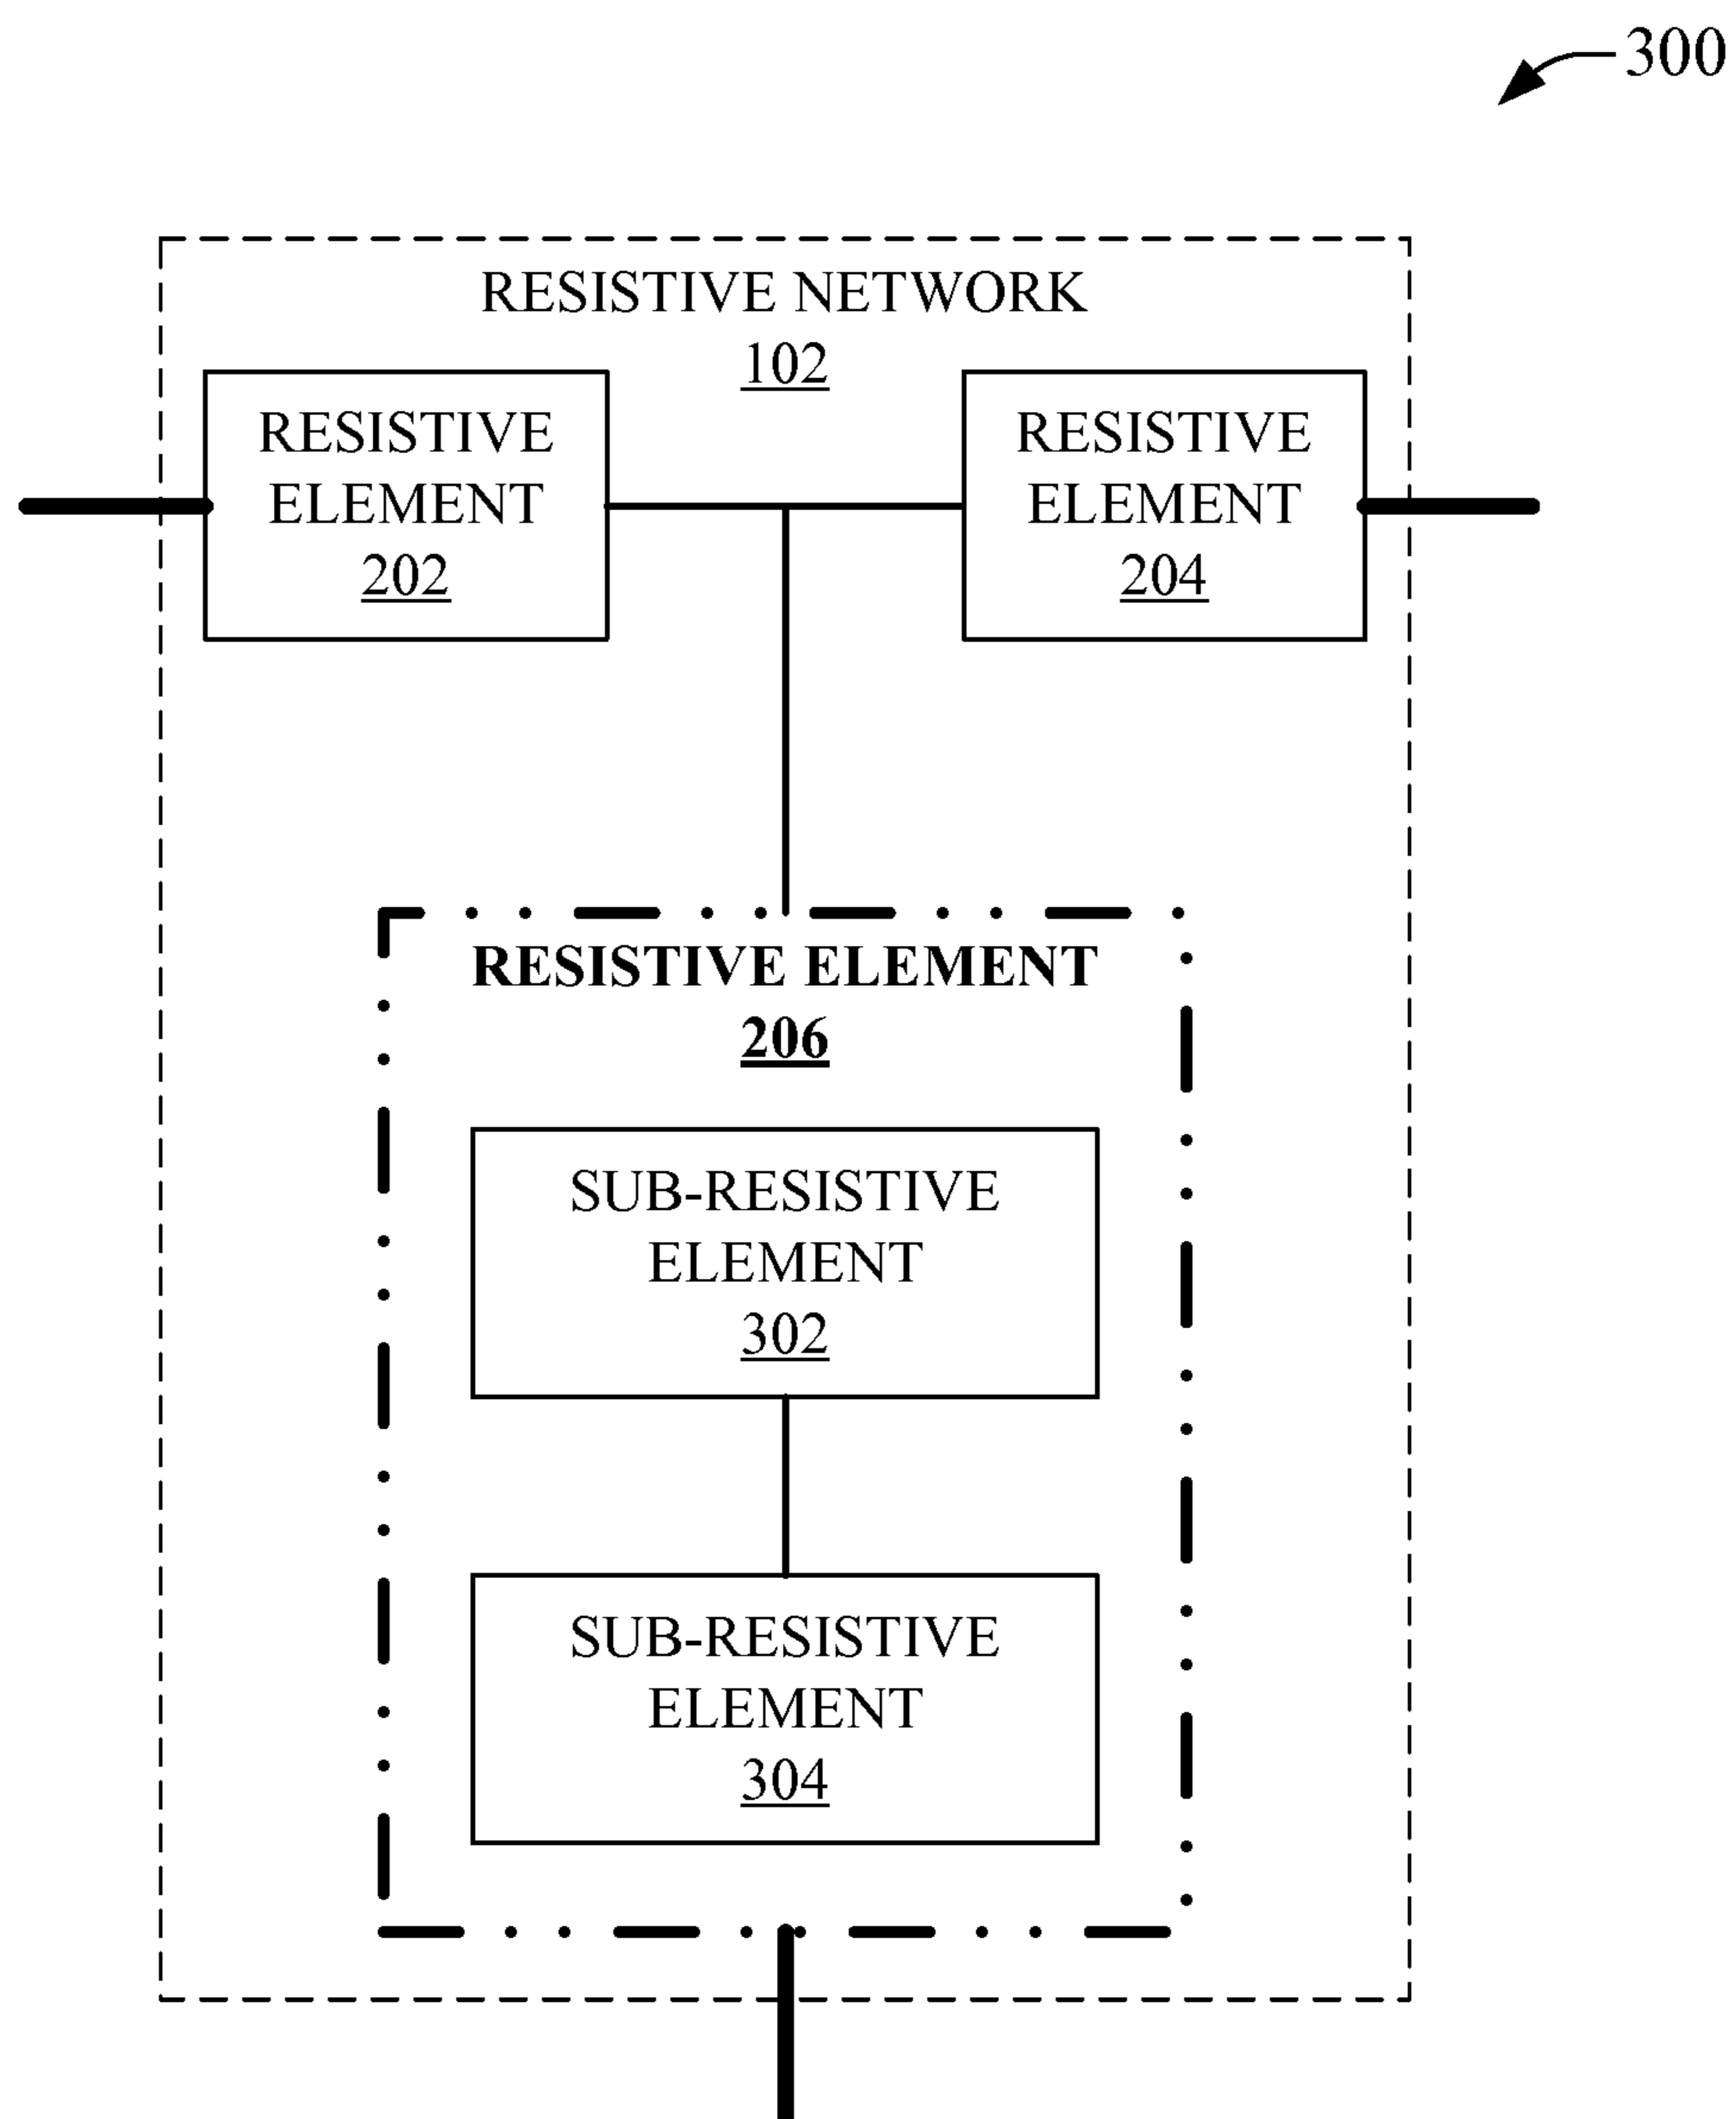 300
RESISTIVE NETWORK
102
RESISTIVE
ELEMENT
202
RESISTIVE
ELEMENT
204
RESISTIVE ELEMENT
206
SUB-RESISTIVE
ELEMENT
302
SUB-RESISTIVE
ELEMENT
304